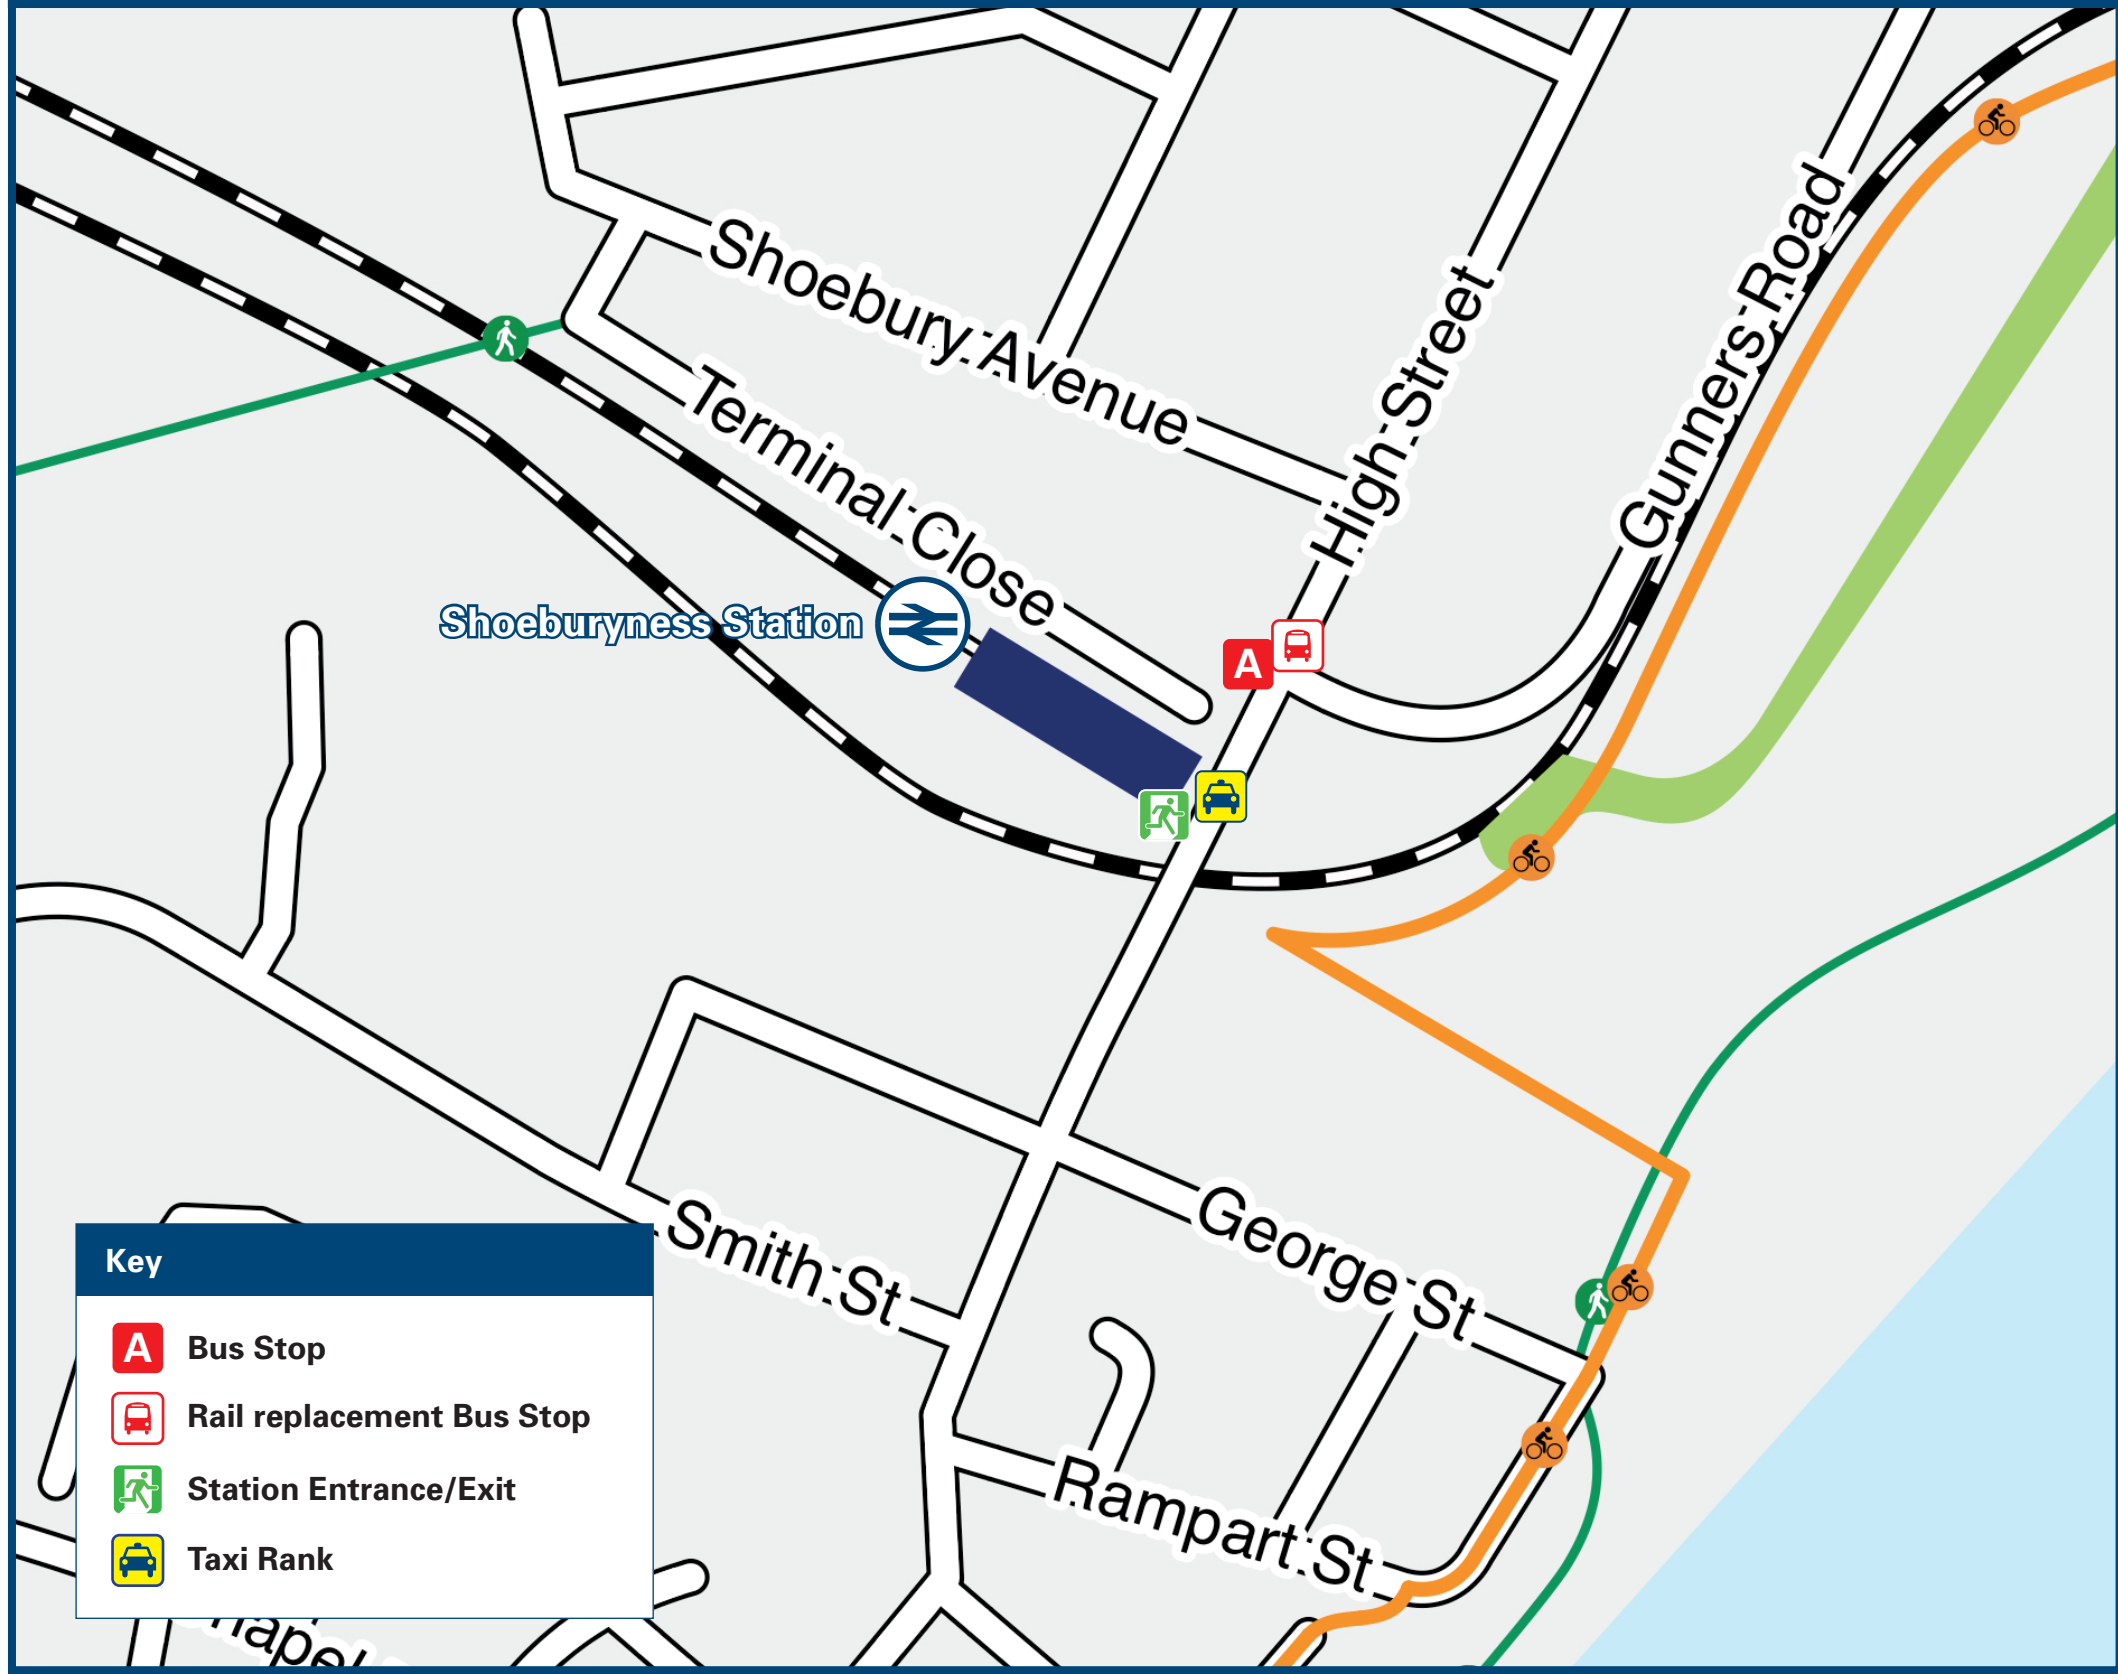 Shoebury Avenue
High Street
Gunners Road
Terminal Close
Shoeburyness Station
A
George St
Smith St
Rampart St
Key
A Bus Stop
Rail replacement Bus Stop
Station Entrance/Exit
Taxi Rank